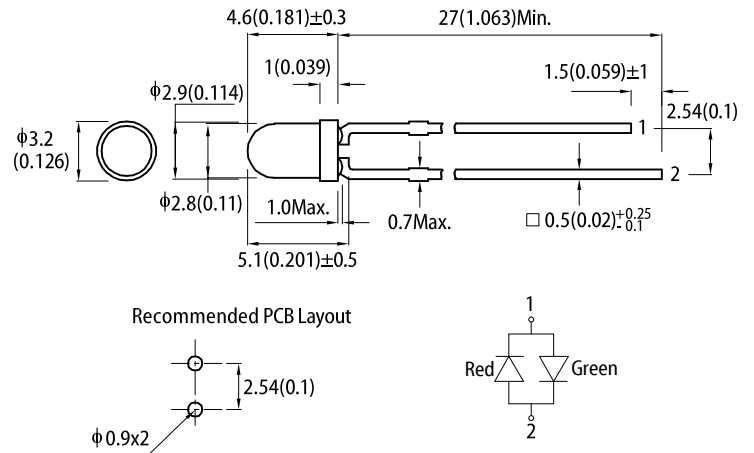 4.6(0.181)±0.3
27(1.063)Min.
1(0.039)
1.5(0.059)±1
ϕ2.9(0.114)
2.54(0.1)
ϕ3.2
(0.126)
1
2
ϕ2.8(0.11)
1.0Max.
0.7Max.
□ 0.5(0.02)+0.25
- 0.1
5.1(0.201)±0.5
Recommended PCB Layout
2.54(0.1)
ϕ0.9x2
1
Red
Green
2